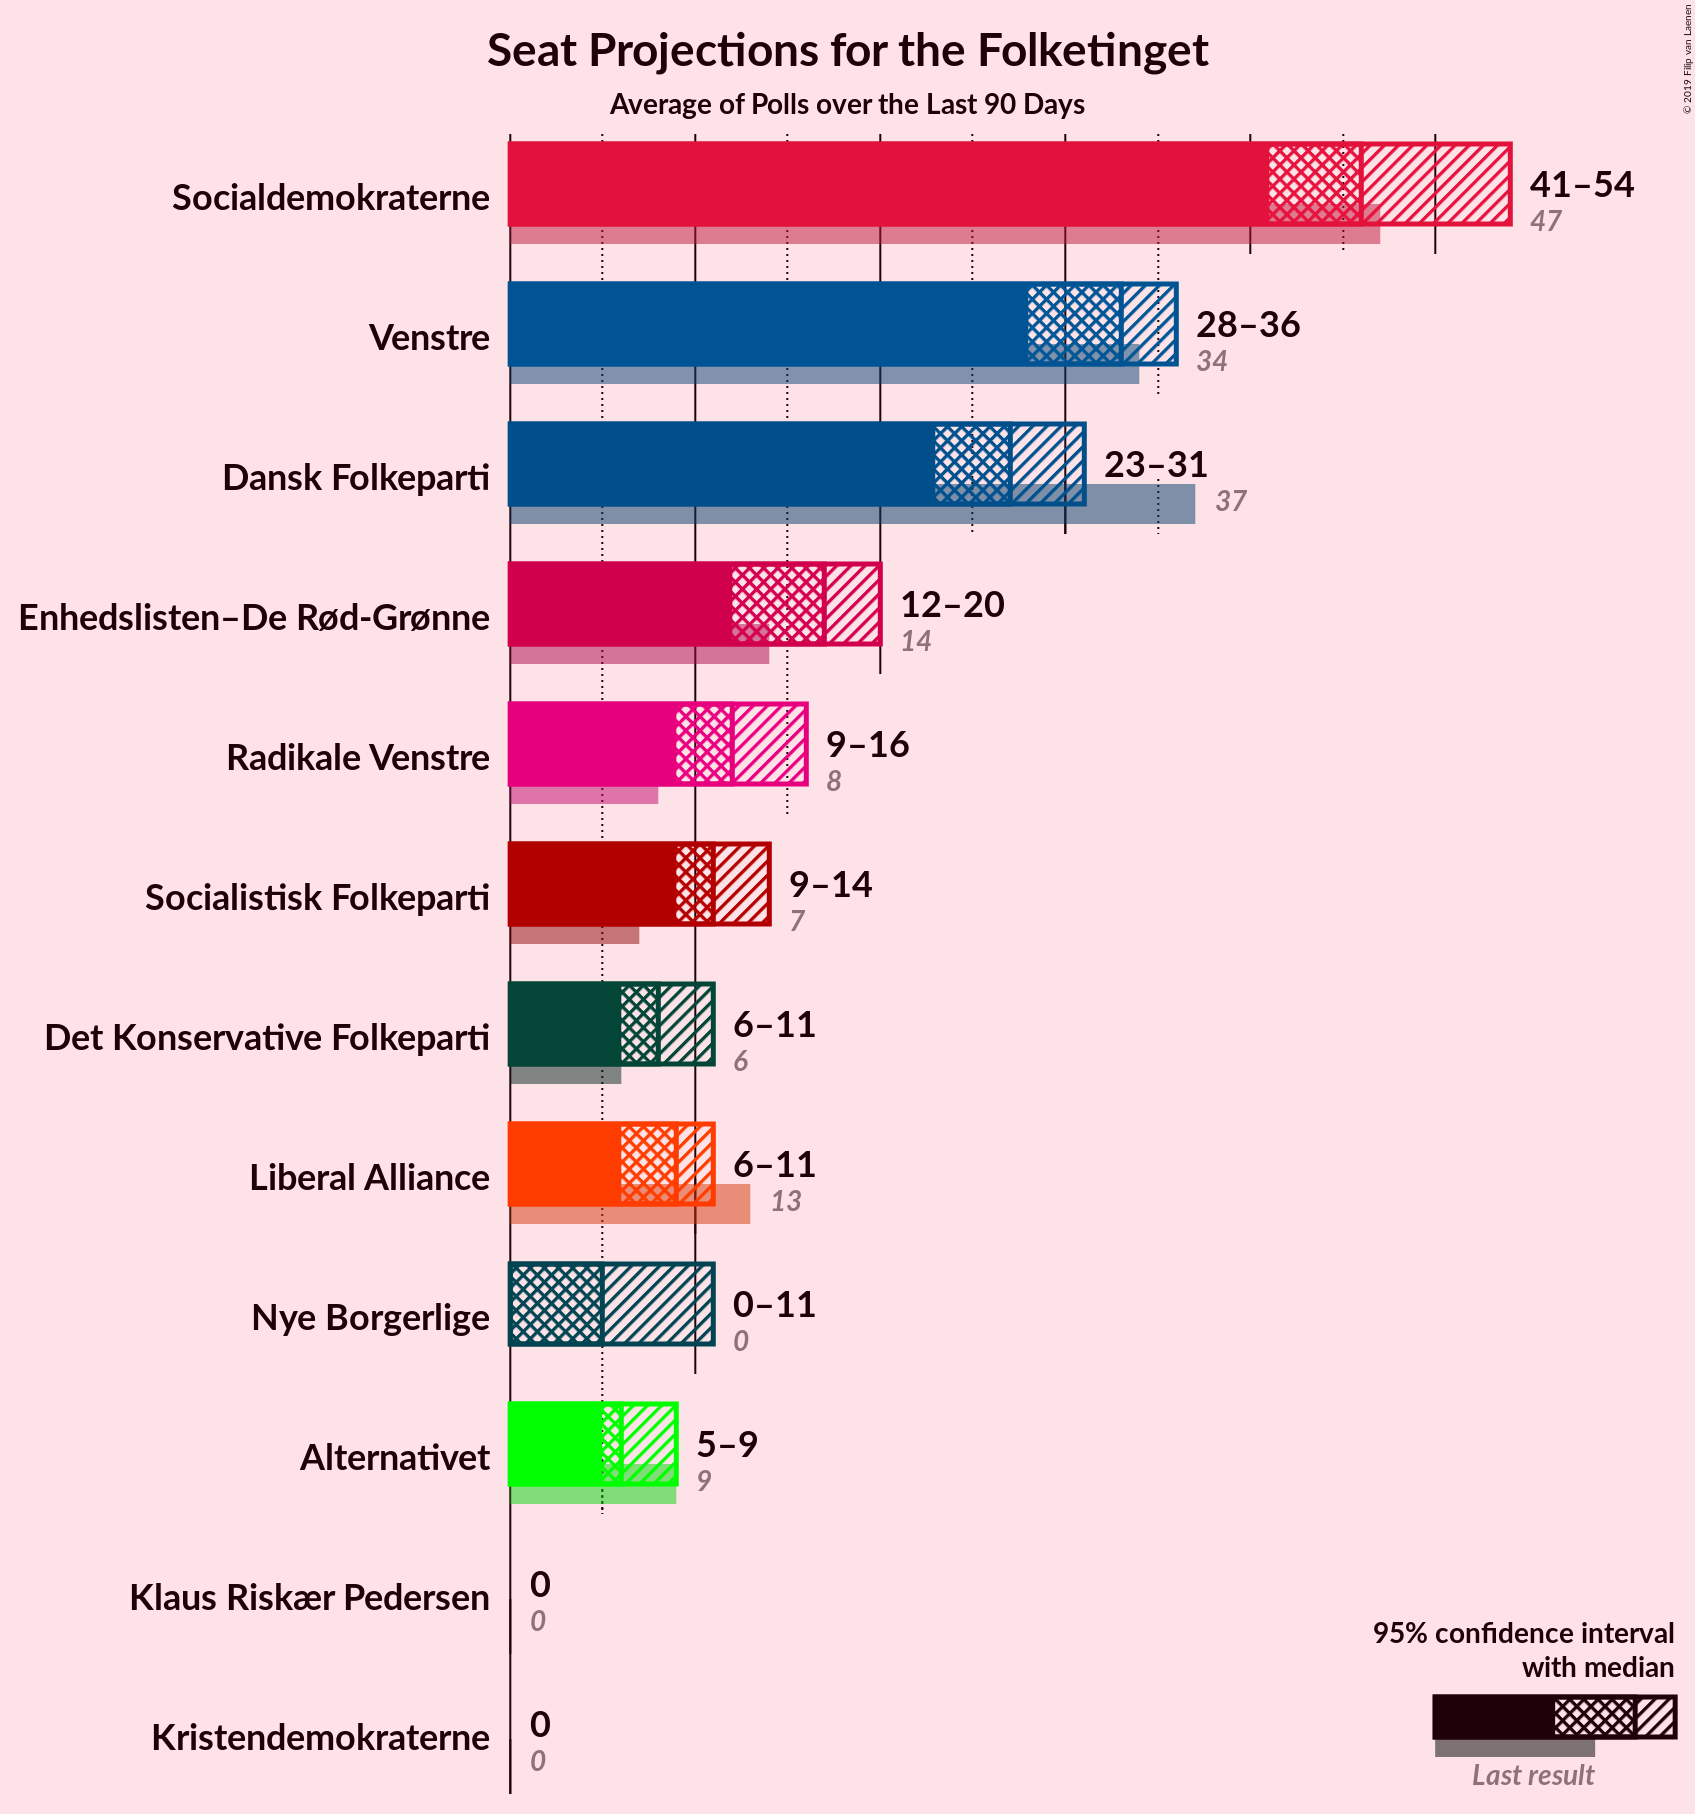 Seat Projections for the Folketinget
Average of Polls over the Last 90 Days
© 2019 Filip van Laenen
Socialdemokraterne
41–54
47
Venstre
28–36
34
Dansk Folkeparti
23–31
37
Enhedslisten–De Rød-Grønne
12–20
14
Radikale Venstre
9–16
8
Socialistisk Folkeparti
9–14
7
Det Konservative Folkeparti
6–11
6
Liberal Alliance
6–11
13
Nye Borgerlige
0–11
0
Alternativet
5–9
9
Klaus Riskær Pedersen
0
0
Kristendemokraterne
0
0
95% confidence interval
with median
Last result